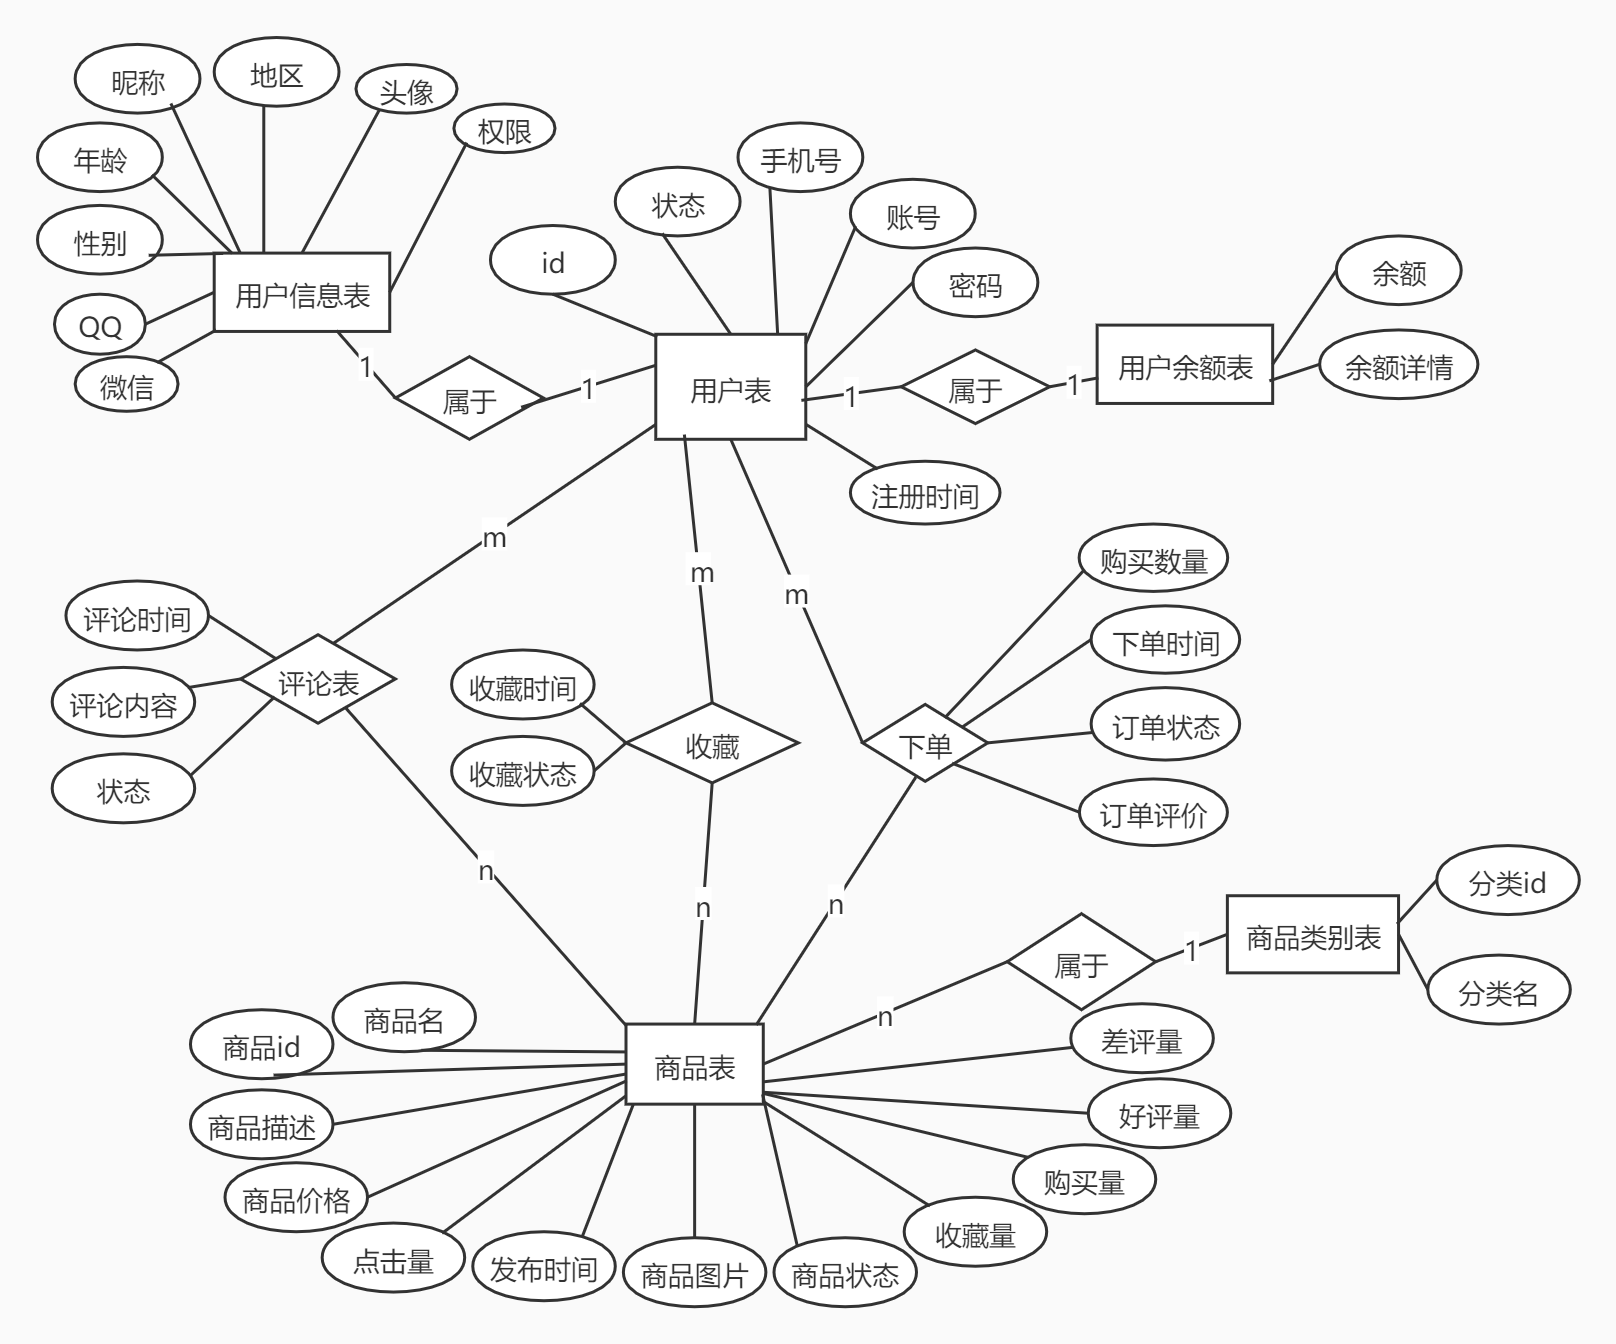 昵称
地区
头像
权限
年龄
性别
QQ
微信
用户信息表
1
属于
1
id
状态
手机号
账号
密码
用户表
1
属于
1
用户余额表
余额
余额详情
注册时间
m
m
m
评论时间
评论内容
状态
评论表
收藏时间
收藏状态
收藏
下单
购买数量
下单时间
订单状态
订单评价
n
n
n
n
属于
1
商品类别表
分类id
分类名
商品表
商品名
商品id
商品描述
商品价格
点击量
发布时间
商品图片
商品状态
收藏量
购买量
好评量
差评量